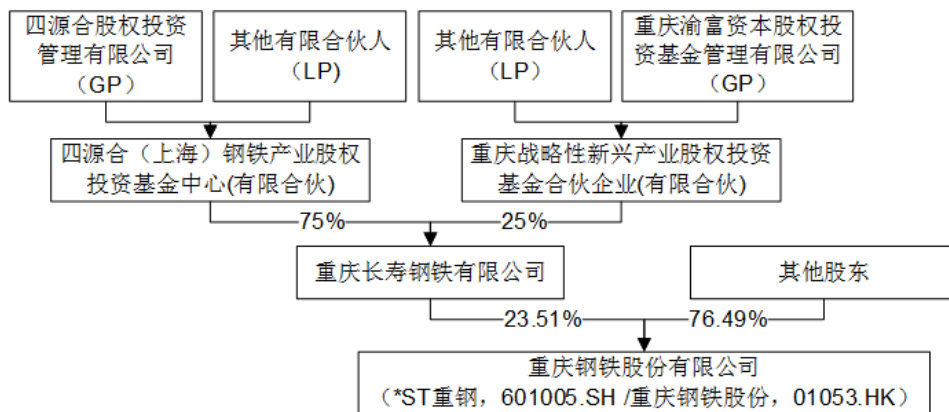 四源合股权投资
管理有限公司
（GP）
其他有限合伙人
（LP)
其他有限合伙人
（LP）
重庆渝富资本股权投
资基金管理有限公司
（GP）
四源合（上海）钢铁产业股权
投资基金中心(有限合伙)
重庆战略性新兴产业股权投资
基金合伙企业(有限合伙)
75%
25%
重庆长寿钢铁有限公司
其他股东
23.51%
76.49%
重庆钢铁股份有限公司
（*ST重钢，601005.SH /重庆钢铁股份，01053.HK）